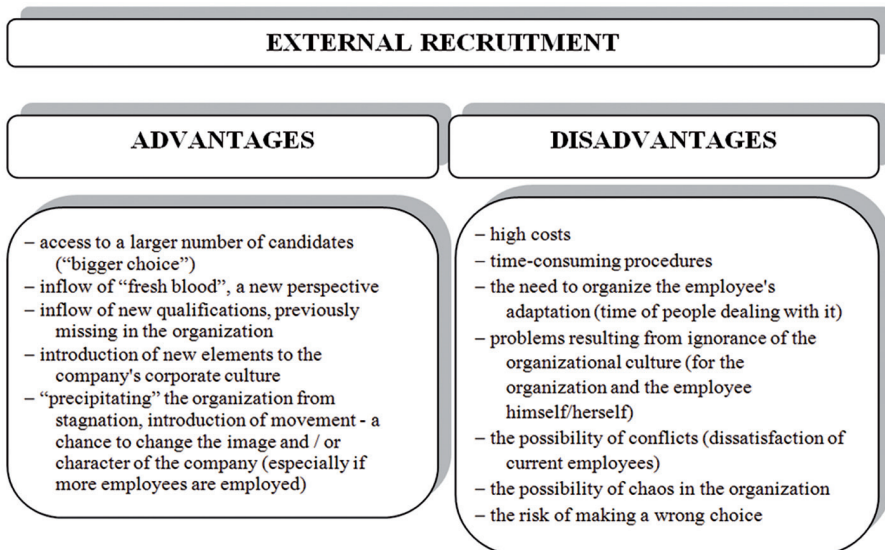 EXTERNAL RECRUITMENT
ADVANTAGES
– access to a larger number of candidates
(“bigger choice”)
– inflow of “fresh blood”, a new perspective
– inflow of new qualifications, previously
missing in the organization
– introduction of new elements to the
company's corporate culture
– “precipitating” the organization from
stagnation, introduction of movement - a
chance to change the image and / or
character of the company (especially if
more employees are employed)
DISADVANTAGES
– high costs
– time-consuming procedures
– the need to organize the employee's
adaptation (time of people dealing with it)
– problems resulting from ignorance of the
organizational culture (for the
organization and the employee
himself/herself)
– the possibility of conflicts (dissatisfaction of
current employees)
– the possibility of chaos in the organization
– the risk of making a wrong choice